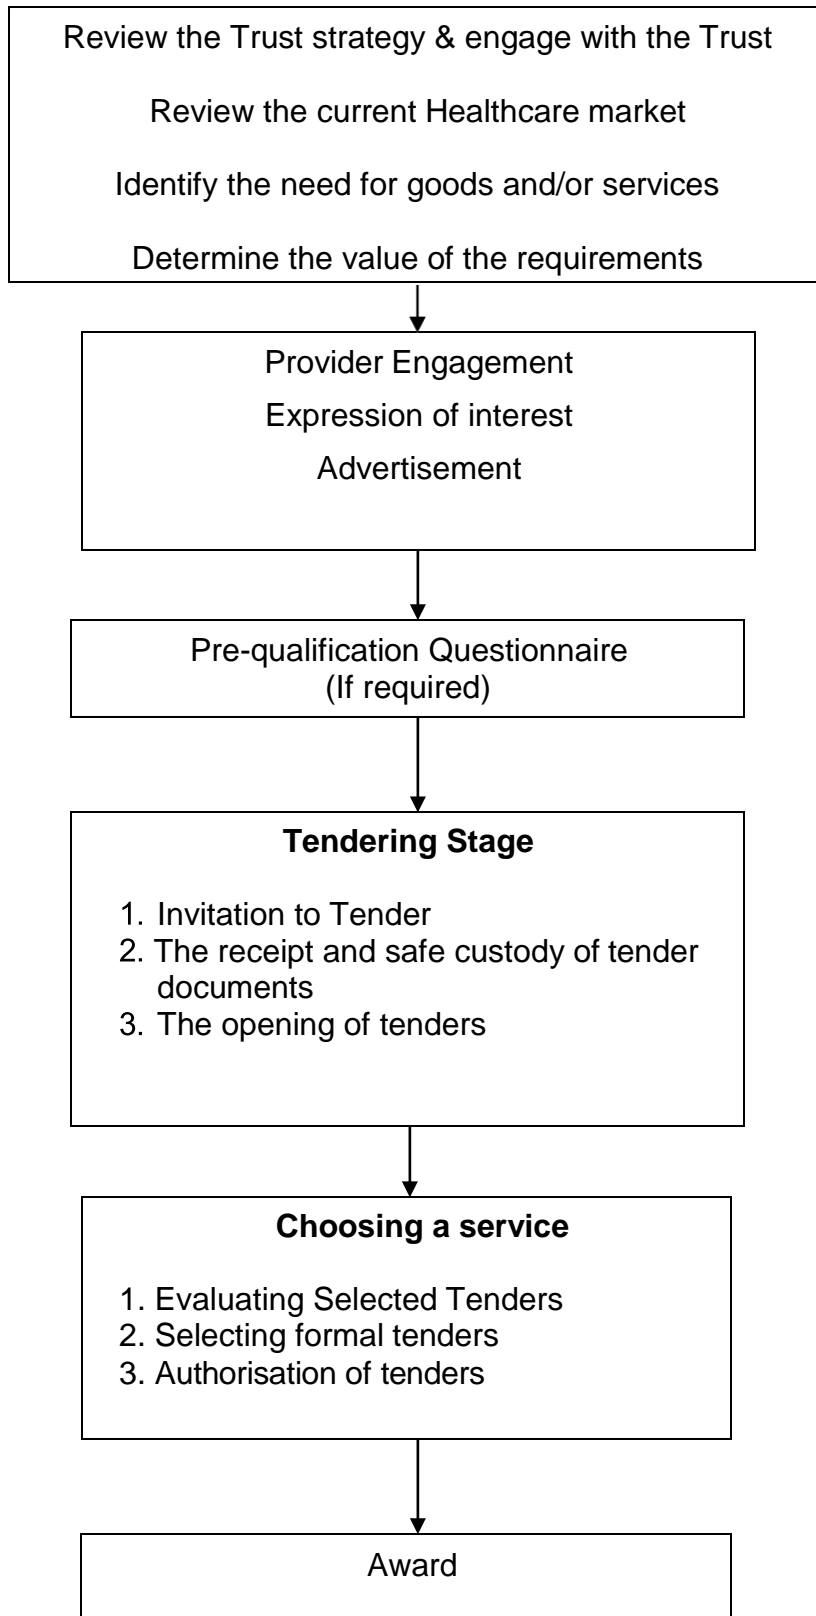 Review the Trust strategy & engage with the Trust
Review the current Healthcare market
Identify the need for goods and/or services
Determine the value of the requirements
Provider Engagement
Expression of interest
Advertisement
Pre-qualification Questionnaire
(If required)
Tendering Stage
1. Invitation to Tender
2. The receipt and safe custody of tender
documents
3. The opening of tenders
Choosing a service
1. Evaluating Selected Tenders
2. Selecting formal tenders
3. Authorisation of tenders
Award